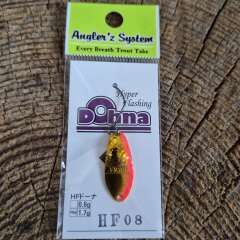 Angler'z System
Every Breath Trout Take
Hyper
Flashing
Dohna
HFドーナ
0.8g
1.7g
HF08